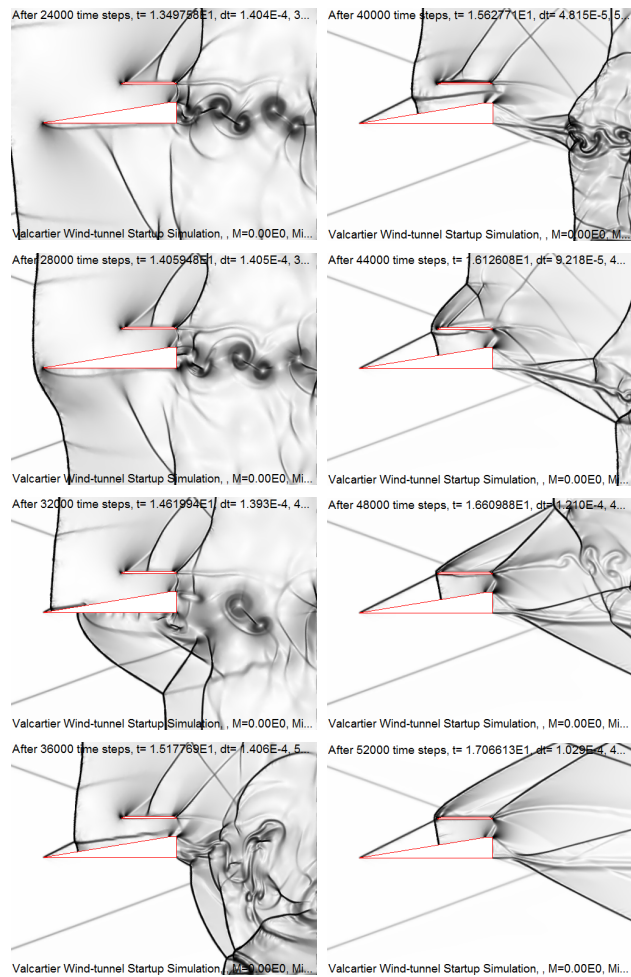 After 24000 time steps, t= 1.349758E1, dt= 1.404E-4, 3...
Valcartier Wind-tunnel Startup Simulation, , M=0.00E0, Mi...
After 28000 time steps, t= 1.405948E1, dt= 1.405E-4, 3...
Valcartier Wind-tunnel Startup Simulation, , M=0.00E0, Mi...
After 32000 time steps, t= 1.461994E1, dt= 1.393E-4, 4...
Valcartier Wind-tunnel Startup Simulation, , M=0.00E0, Mi...
After 36000 time steps, t= 1.517769E1, dt= 1.406E-4, 5...
Valcartier Wind-tunnel Startup Simulation, , M=0.00E0, Mi...
After 40000 time steps, t= 1.562771E1, dt= 4.815E-5, 5...
Valcartier Wind-tunnel Startup Simulation, , M=0.00E0, Mi...
After 44000 time steps, t= 1.612608E1, dt= 9.218E-5, 4...
Valcartier Wind-tunnel Startup Simulation, , M=0.00E0, Mi...
After 48000 time steps, t= 1.660988E1, dt= 1.210E-4, 4...
Valcartier Wind-tunnel Startup Simulation, , M=0.00E0, Mi...
After 52000 time steps, t= 1.706613E1, dt= 1.029E-4, 4...
Valcartier Wind-tunnel Startup Simulation, , M=0.00E0, Mi...